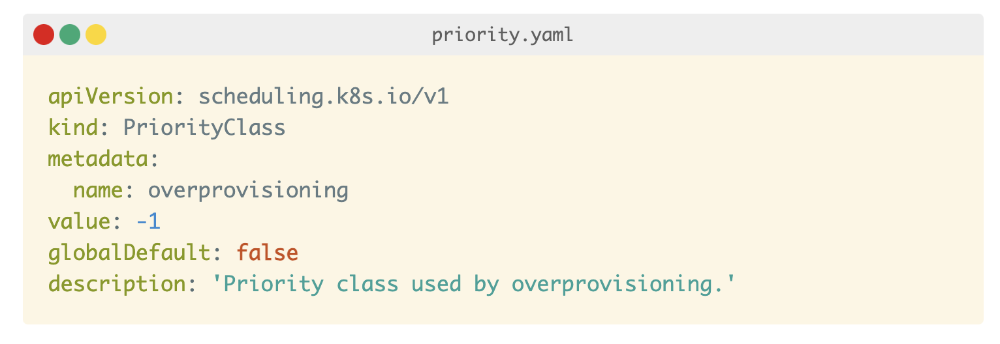 priority.yaml
apiVersion: scheduling.k8s.io/v1
kind: PriorityClass
metadata:
  name: overprovisioning
value: -1
globalDefault: false
description: 'Priority class used by overprovisioning.'